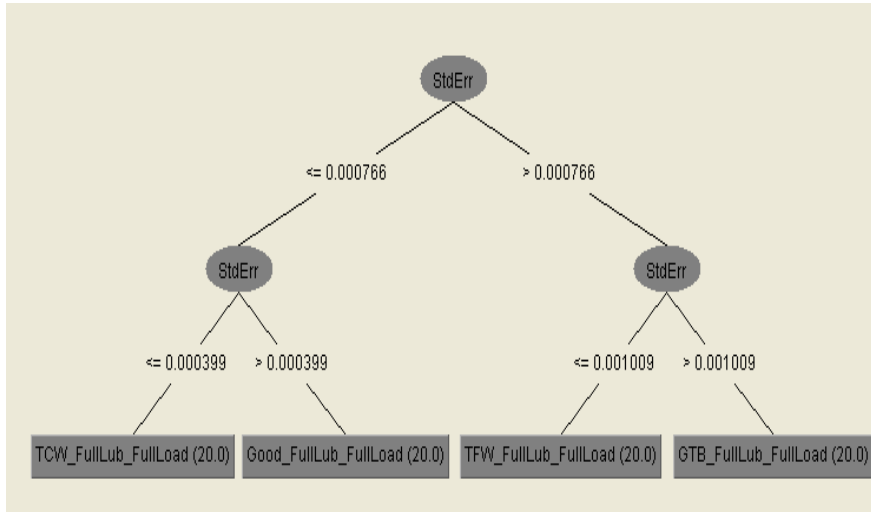 StdErr
<= 0.000766
> 0.000766
StdErr
StdErr
<= 0.000399
> 0.000399
<= 0.001009
> 0.001009
TCW_FullLub_FullLoad (20.0)
Good_FullLub_FullLoad (20.0)
TFW_FullLub_FullLoad (20.0)
GTB_FullLub_FullLoad (20.0)